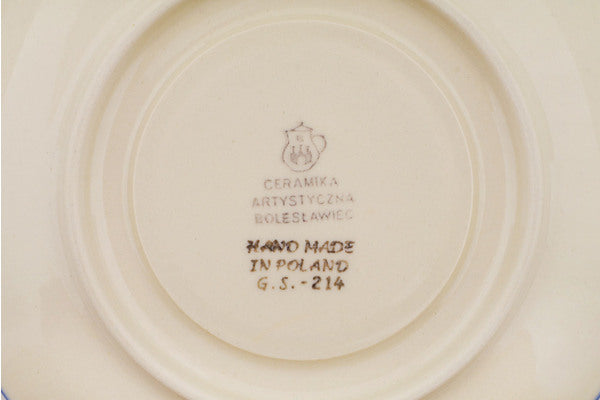 CERAMIKA
ARTYSTYCZNA
BOLESŁAWIEC
HAND MADE
IN POLAND
G.S.-214